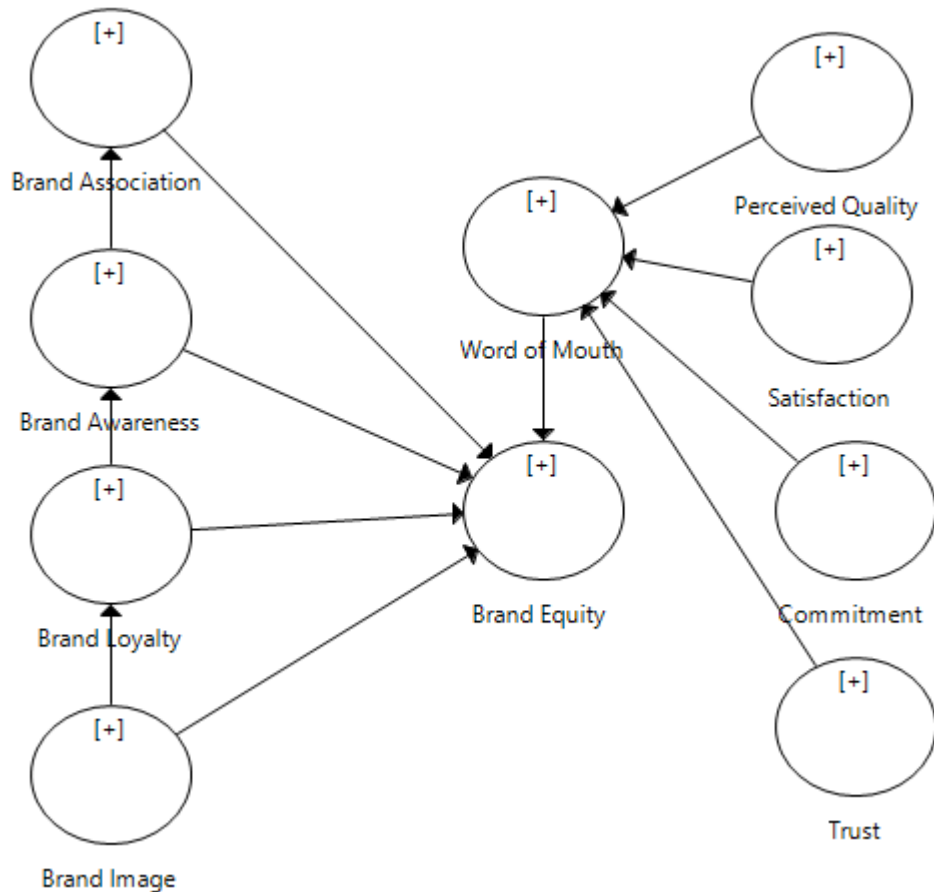 [+]
Brand Association
[+]
Brand Awareness
[+]
Brand Loyalty
[+]
Brand Image
[+]
Word of Mouth
[+]
Brand Equity
[+]
Perceived Quality
[+]
Satisfaction
[+]
Commitment
[+]
Trust